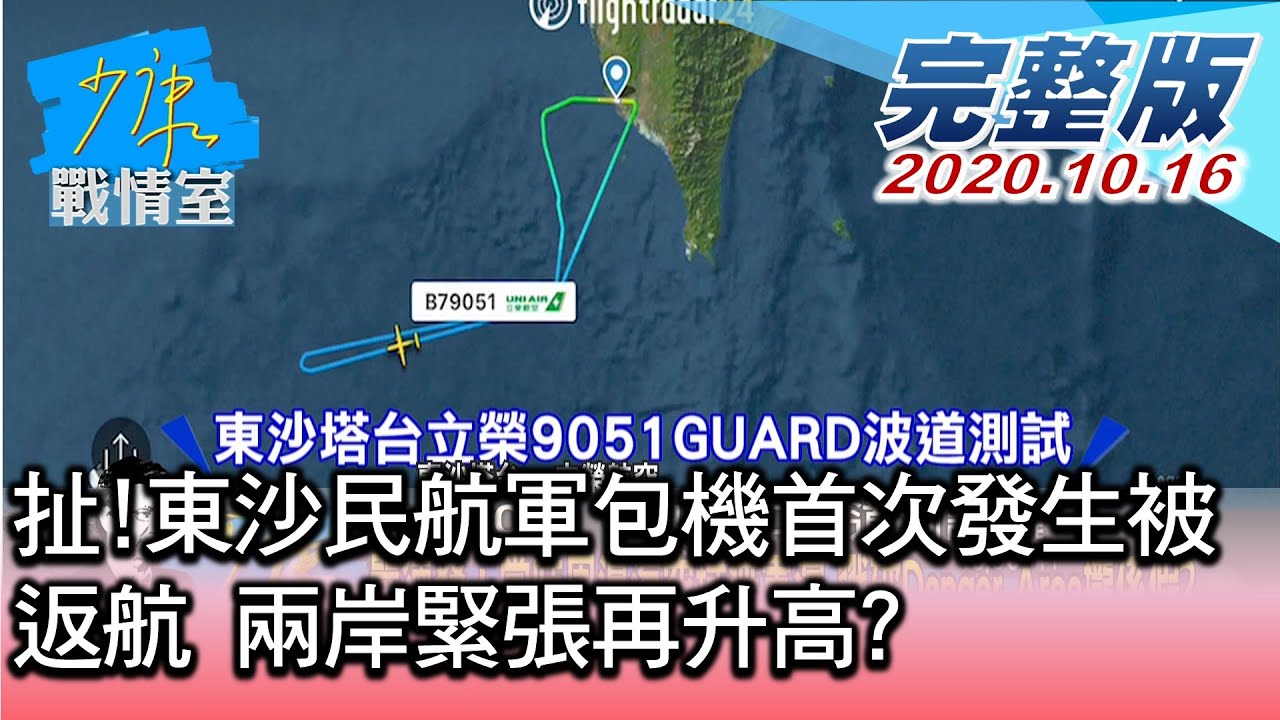 flightradar24
少康
戰情室
完整版
2020.10.16
B79051 UNI AIR
立榮航空
東沙塔台立榮9051GUARD波道測試
扯!東沙民航軍包機首次發生被
返航 兩岸緊張再升高?